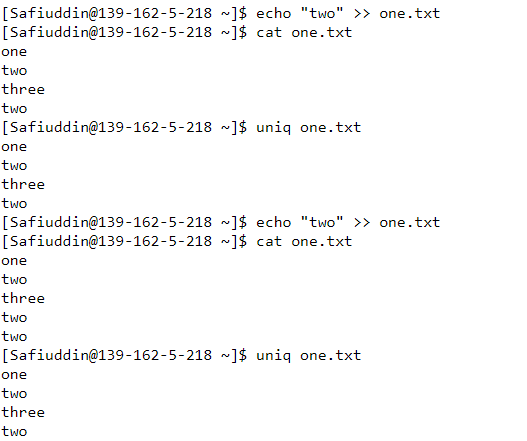 [Safiuddin@139-162-5-218 ~]$ echo "two" >> one.txt
[Safiuddin@139-162-5-218 ~]$ cat one.txt
one
two
three
two
[Safiuddin@139-162-5-218 ~]$ uniq one.txt
one
two
three
two
[Safiuddin@139-162-5-218 ~]$ echo "two" >> one.txt
[Safiuddin@139-162-5-218 ~]$ cat one.txt
one
two
three
two
two
[Safiuddin@139-162-5-218 ~]$ uniq one.txt
one
two
three
two